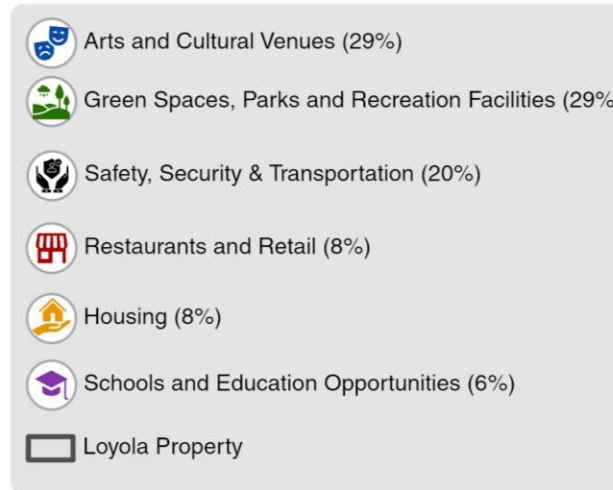 Arts and Cultural Venues (29%)
Green Spaces, Parks and Recreation Facilities (29%
Safety, Security & Transportation (20%)
Restaurants and Retail (8%)
Housing (8%)
Schools and Education Opportunities (6%)
Loyola Property